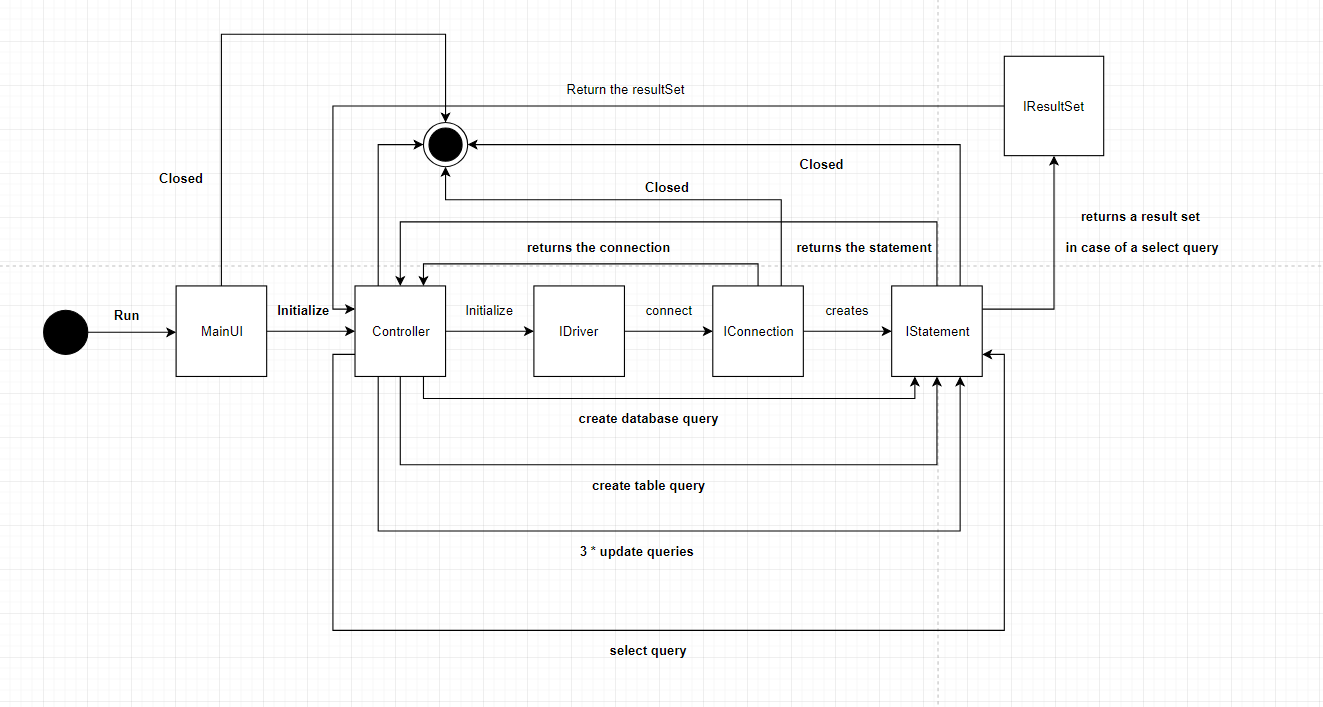 Return the resultSet
IResultSet
Closed
Closed
Closed
returns a result set
returns the connection
returns the statement
in case of a select query
Run
Initialize
Initialize
connect
creates
MainUI
Controller
IDriver
IConnection
IStatement
create database query
create table query
3 * update queries
select query